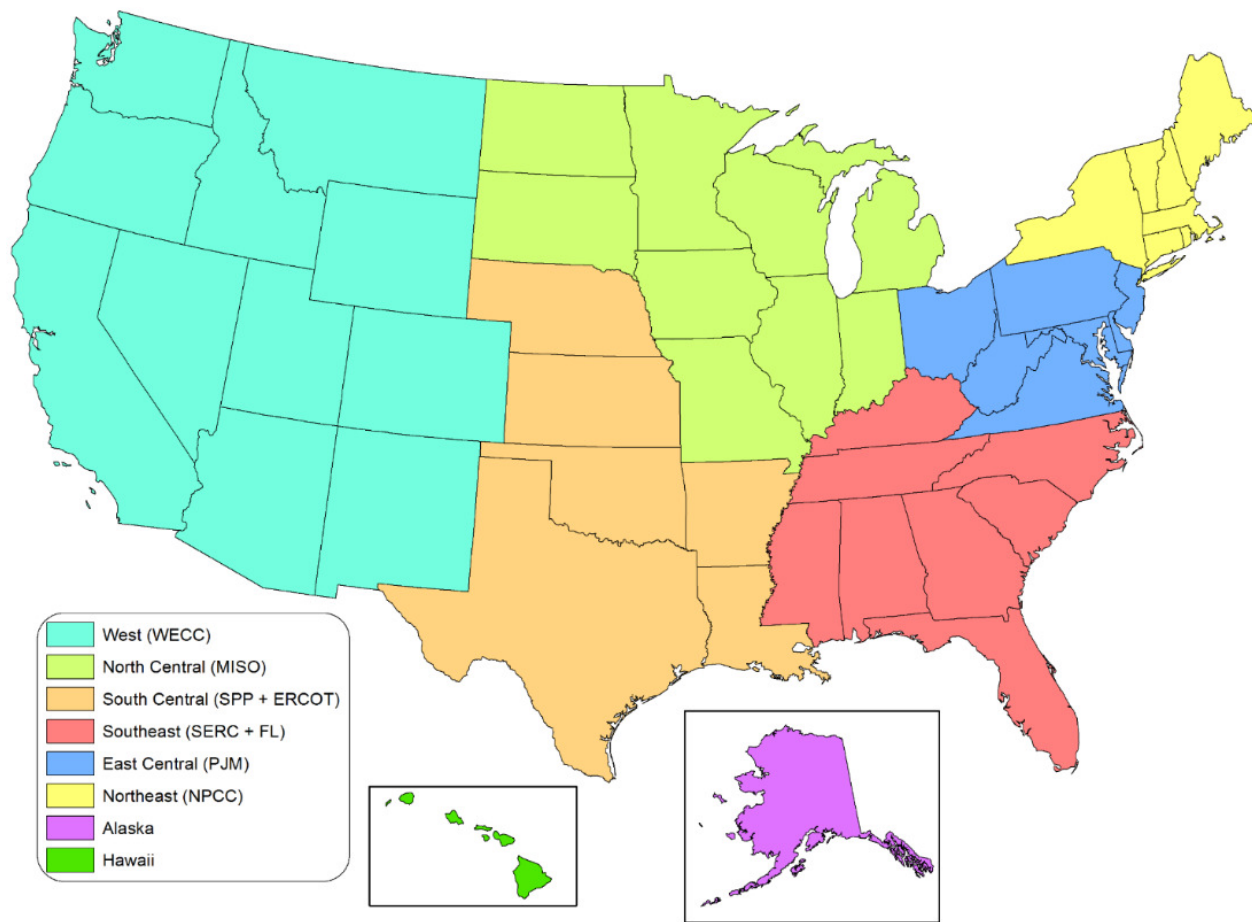 West (WECC)
North Central (MISO)
South Central (SPP + ERCOT)
Southeast (SERC + FL)
East Central (PJM)
Northeast (NPCC)
Alaska
Hawaii